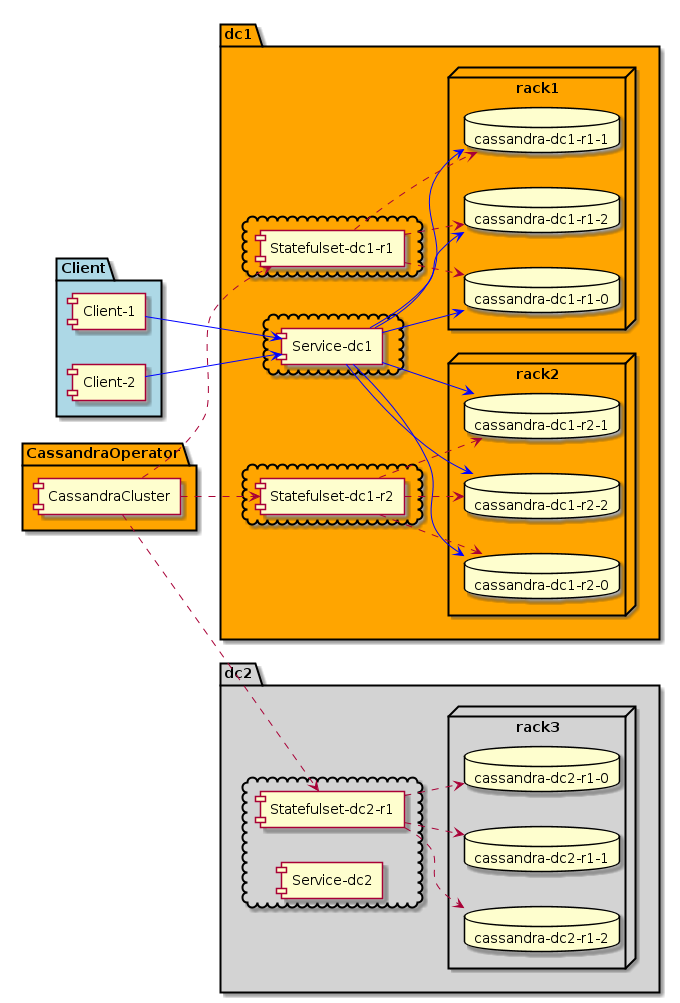 dc1
rack1
cassandra-dc1-r1-1
cassandra-dc1-r1-2
cassandra-dc1-r1-0
Statefulset-dc1-r1
Client
Client-1
Client-2
Service-dc1
rack2
cassandra-dc1-r2-1
cassandra-dc1-r2-2
cassandra-dc1-r2-0
CassandraOperator
CassandraCluster
Statefulset-dc1-r2
dc2
rack3
cassandra-dc2-r1-0
cassandra-dc2-r1-1
cassandra-dc2-r1-2
Statefulset-dc2-r1
Service-dc2